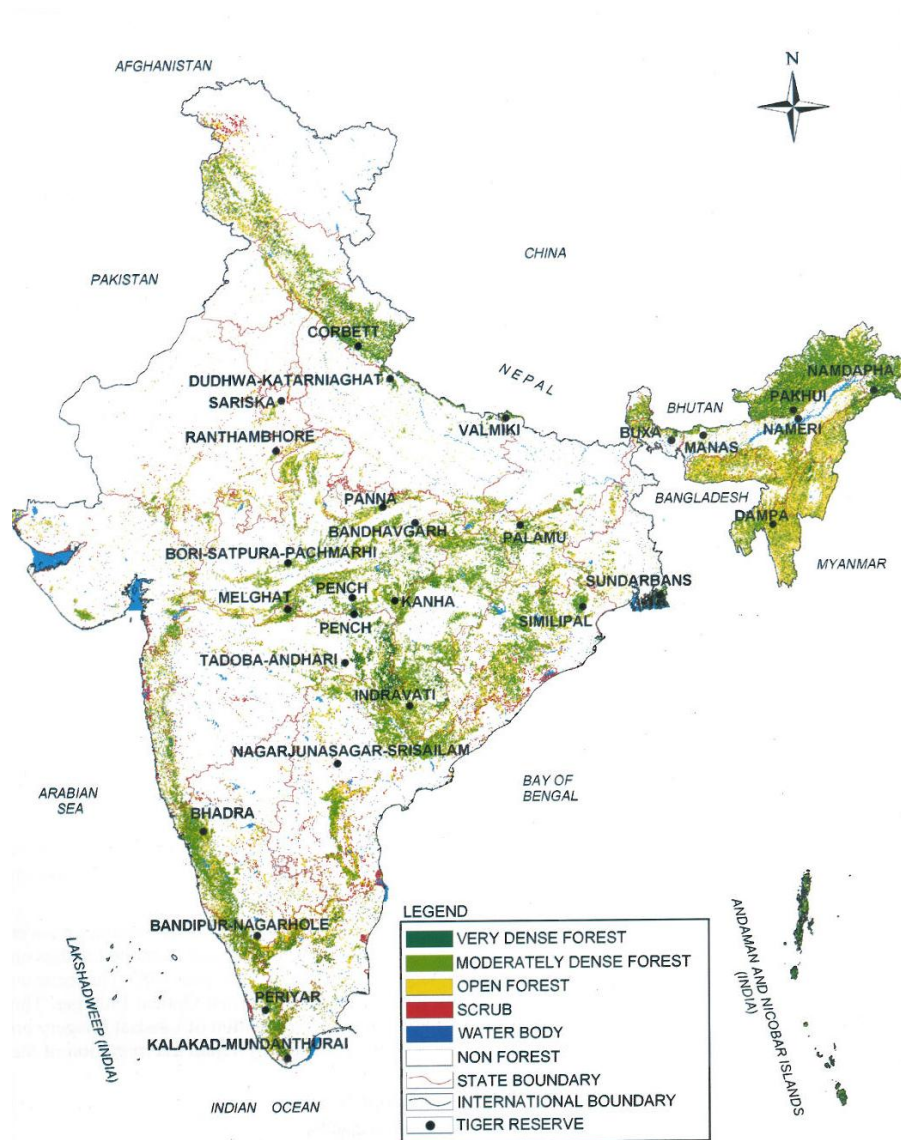 AFGHANISTAN
N
CHINA
PAKISTAN
CORBETT
NEPAL
DUDHWA-KATARNIAGHAT
SARISKA
NAMDAPHA
PAKHUI
BHUTAN
VALMIKI
BUXA
NAMERI
MANAS
RANTHAMBHORE
PANNA
BANGLADESH
BANDHAVGARH
DAMPA
PALAMU
BORI-SATPURA-PACHMARHI
MYANMAR
SUNDARBANS
PENCH
MELGHAT
KANHA
PENCH
SIMILIPAL
TADOBA-ANDHARI
INDRAVATI
NAGARJUNASAGAR-SRISAILAM
ARABIAN
SEA
BAY OF
BENGAL
BHADRA
BANDIPUR-NAGARHOLE
LAKSHADWEEP (INDIA)
PERIYAR
KALAKAD-MUNDANTHURAI
INDIAN OCEAN
ANDAMAN AND NICOBAR ISLANDS
(INDIA)
LEGEND
VERY DENSE FOREST
MODERATELY DENSE FOREST
OPEN FOREST
SCRUB
WATER BODY
NON FOREST
STATE BOUNDARY
INTERNATIONAL BOUNDARY
TIGER RESERVE